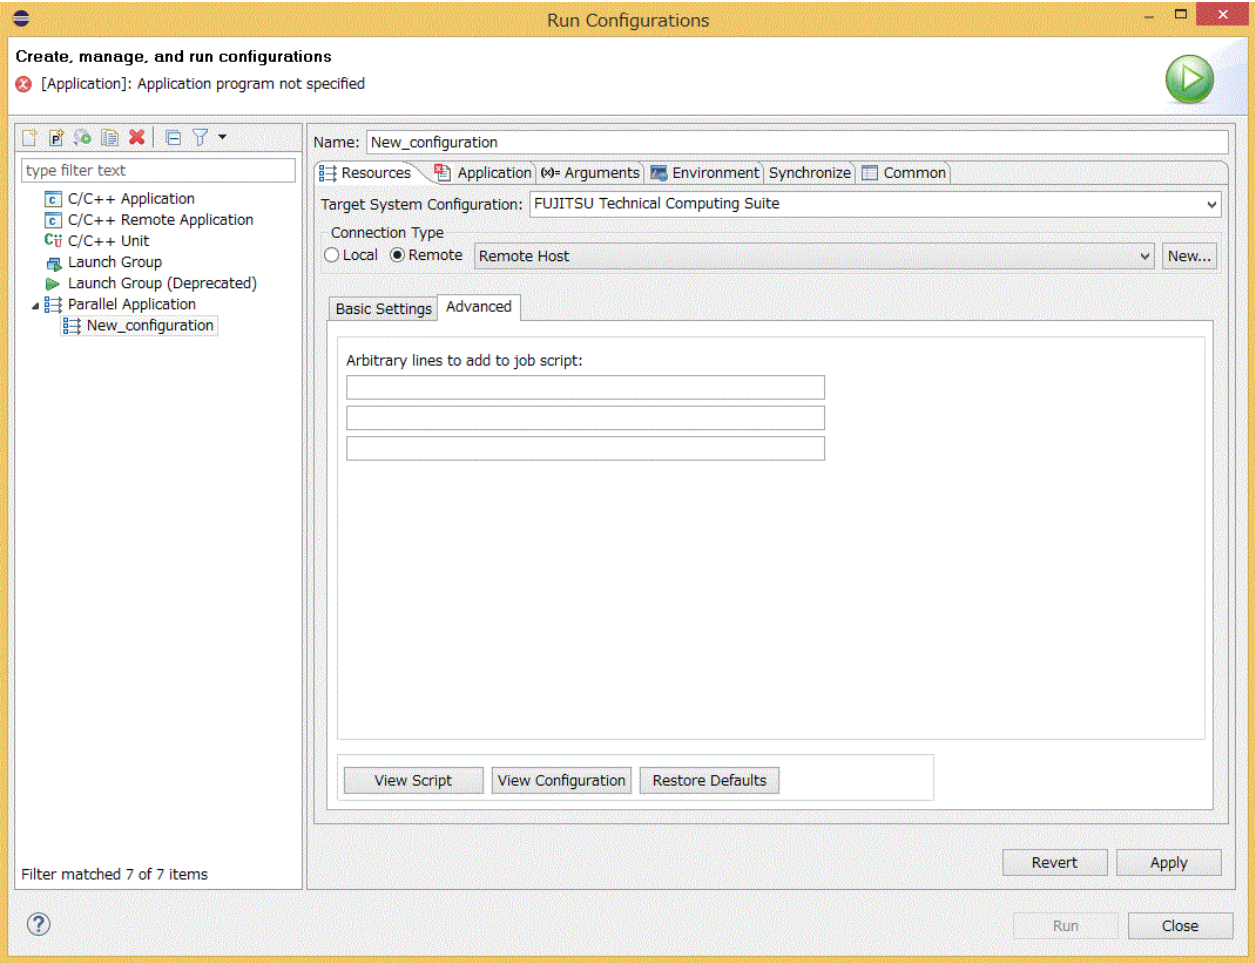 Run Configurations
Create, manage, and run configurations
[Application]: Application program not specified
type filter text
C/C++ Application
C/C++ Remote Application
C/C++ Unit
Launch Group
Launch Group (Deprecated)
Parallel Application
New_configuration
Filter matched 7 of 7 items
Name: New_configuration
Resources Application (x)= Arguments Environment Synchronize Common
Target System Configuration: FUJITSU Technical Computing Suite
Connection Type
Local Remote Remote Host New...
Basic Settings Advanced
Arbitrary lines to add to job script:
View Script View Configuration Restore Defaults
Revert Apply
Run Close